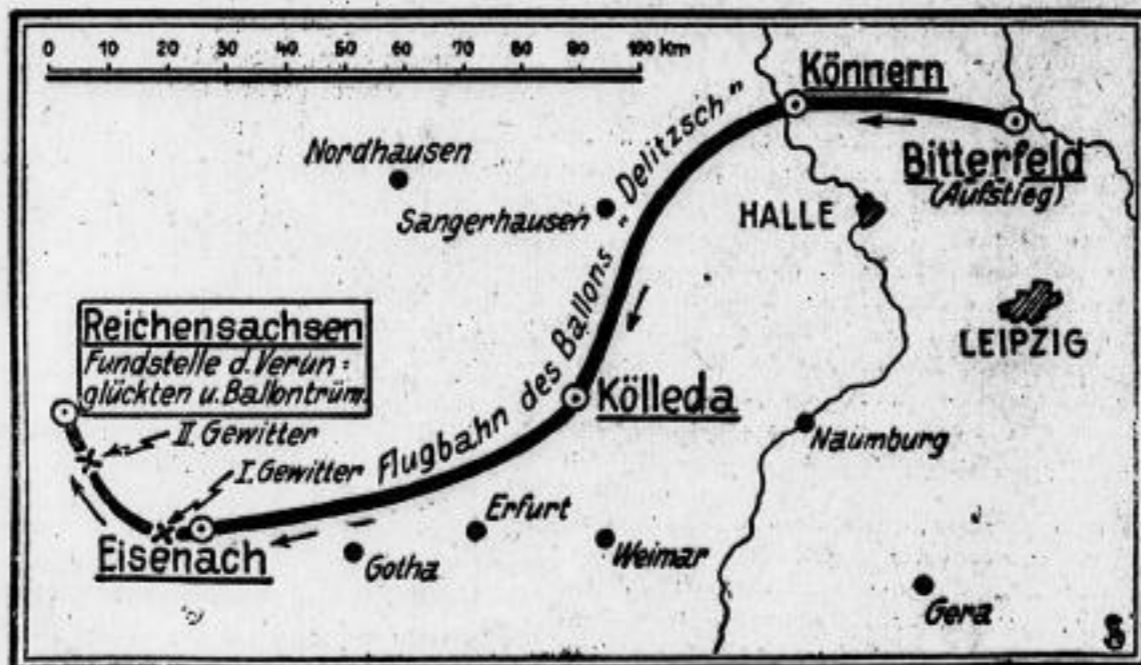 0 10 20 30 40 50 60 70 80 90 100 Km
Könnern
Bitterfeld
(Aufstieg)
Nordhausen
Sangerhausen
HALLE
LEIPZIG
Flugbahn des Ballons „Delitzsch"
Reichensachsen
Fundstelle d. Verun=
glückten u. Ballontrüm.
II. Gewitter
I. Gewitter
Kölleda
Naumburg
Eisenach
Gotha
Erfurt
Weimar
Gera